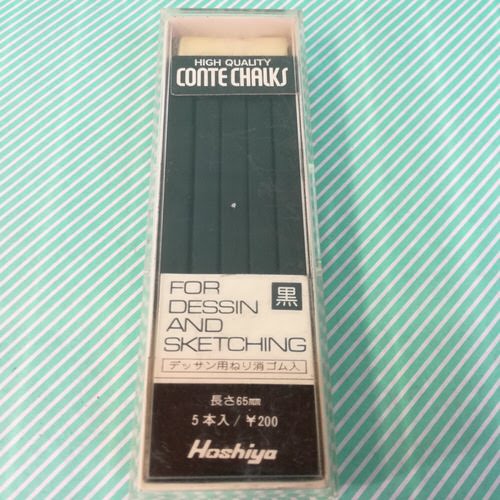 HIGH QUALITY
CONTE CHALKS
FOR
DESSIN
AND
SKETCHING
黒
デッサン用ねり消ゴム入
長さ65mm
5本入/¥200
Hoshiya